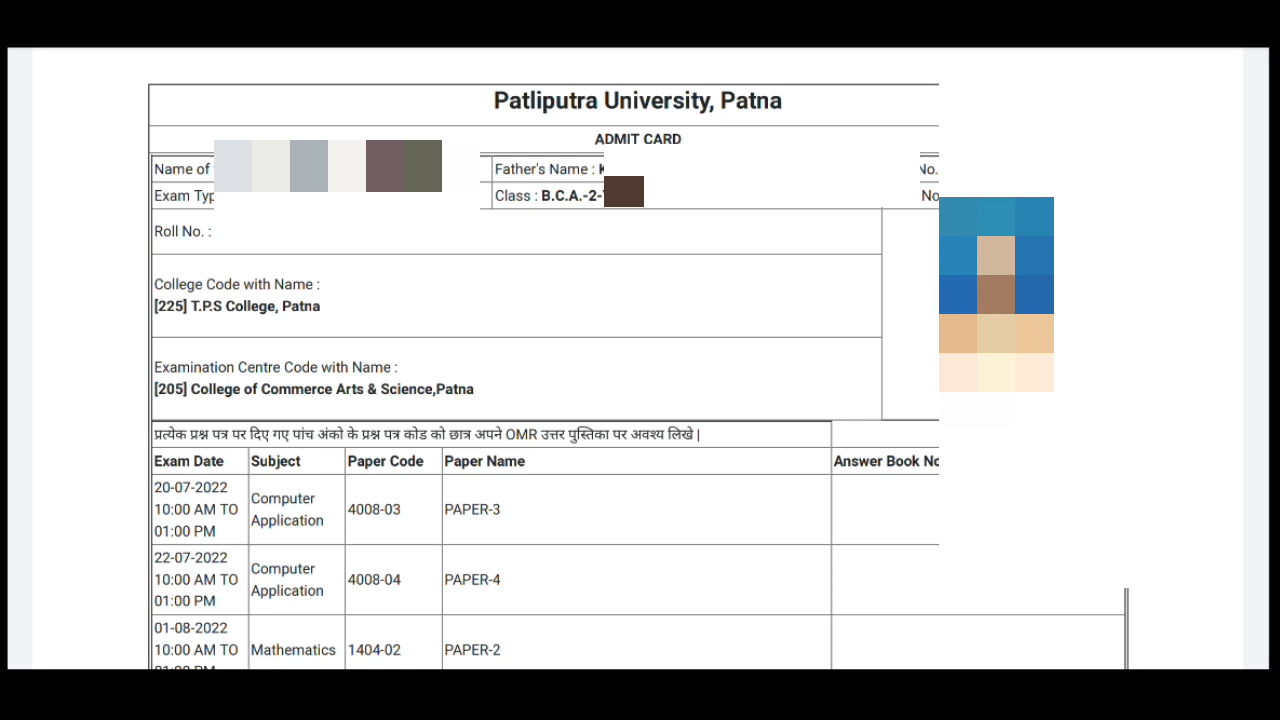 Patliputra University, Patna
ADMIT CARD
Name of Father's Name : No.
Exam Class : B.C.A.-2- No
Roll No. :
College Code with Name :
[225] T.P.S College, Patna
Examination Centre Code with Name :
[205] College of Commerce Arts & Science,Patna
प्रत्येक प्रश्न पत्र पर दिए गए पांच अंको के प्रश्न पत्र कोड को छात्र अपने OMR उत्तर पुस्तिका पर अवश्य लिखे |
Exam Date Subject Paper Code Paper Name Answer Book No
20-07-2022
10:00 AM TO
01:00 PM
Computer
Application
4008-03
PAPER-3
22-07-2022
10:00 AM TO
01:00 PM
Computer
Application
4008-04
PAPER-4
01-08-2022
10:00 AM TO
Mathematics
1404-02
PAPER-2